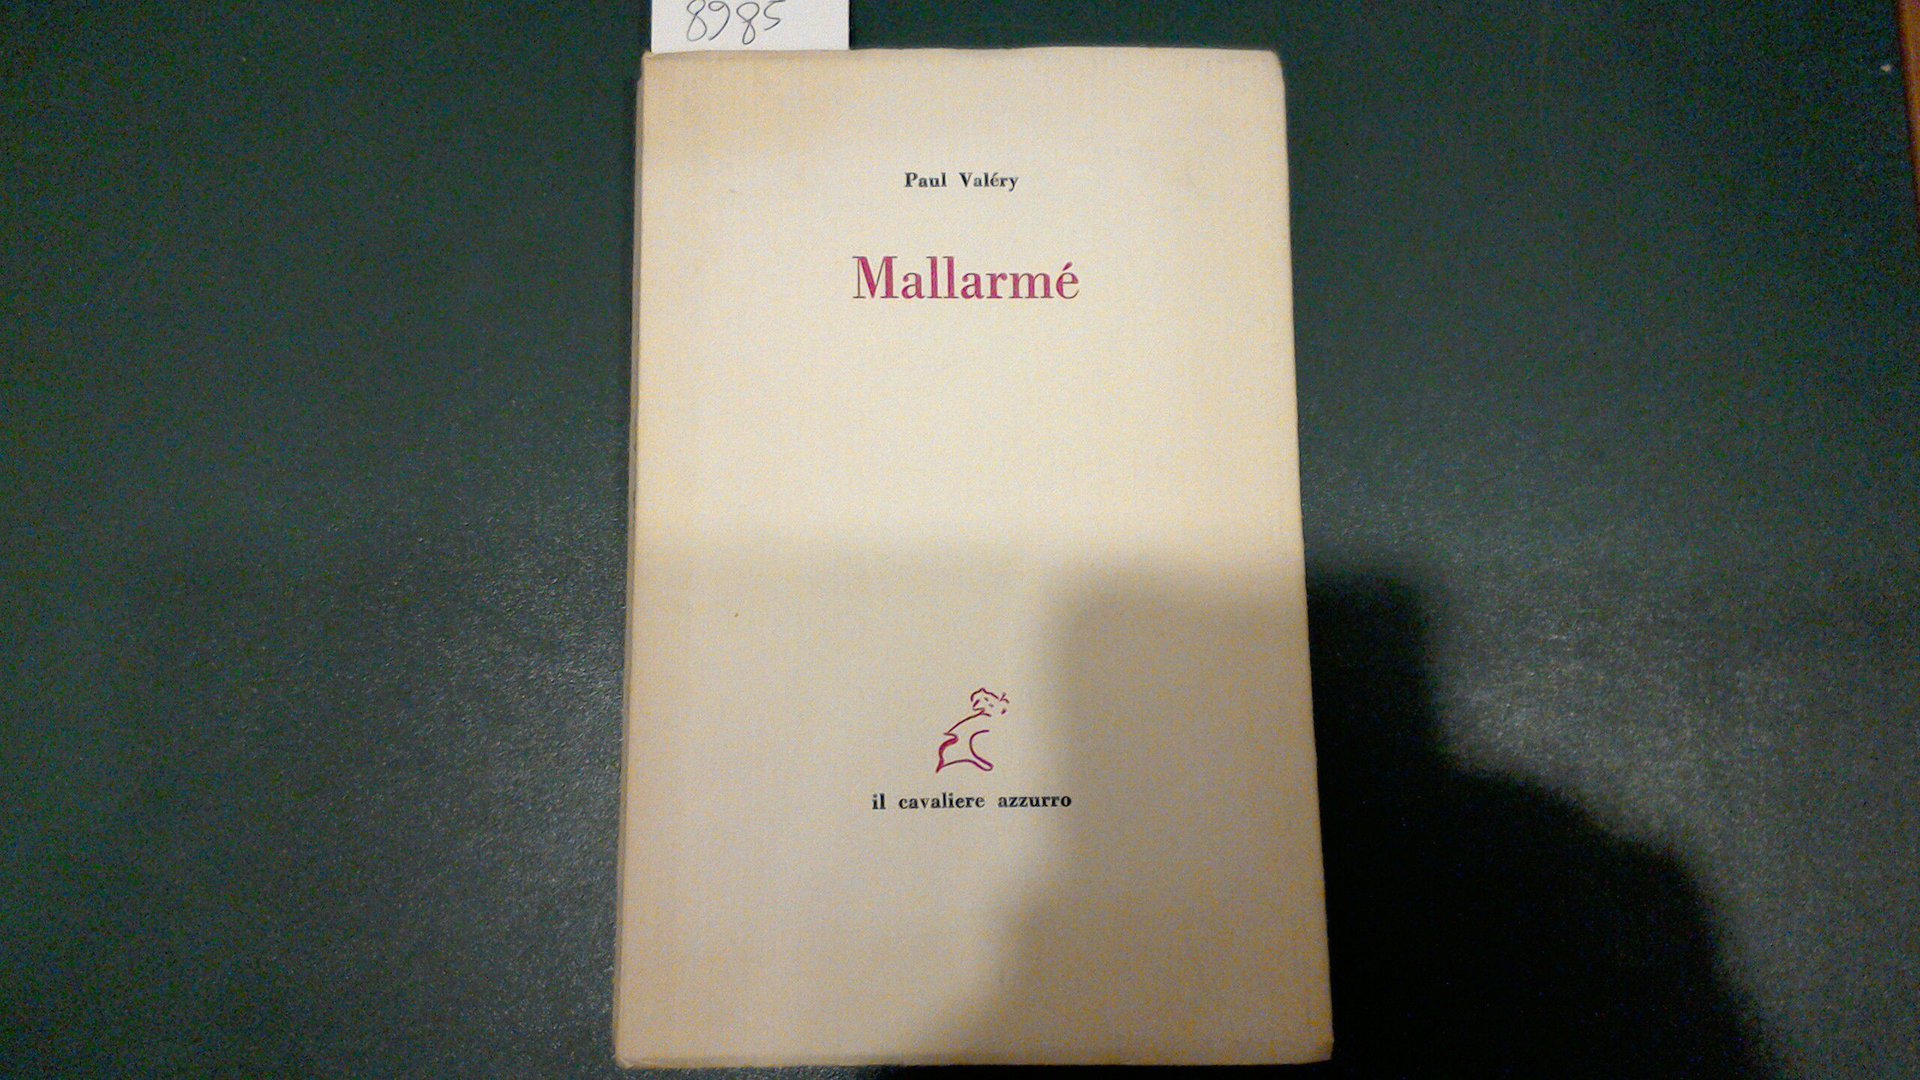 8985
Paul Valéry
Mallarmé
il cavaliere azzurro